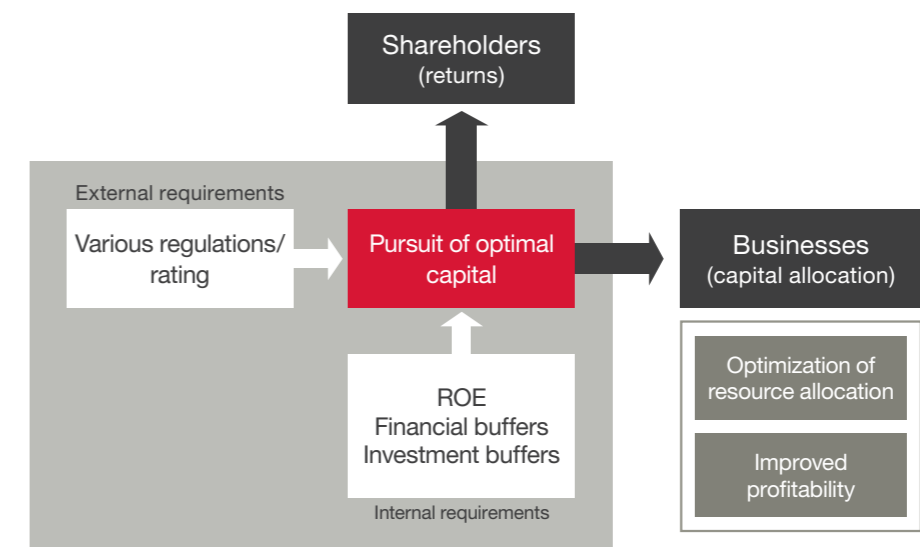 Shareholders
(returns)
External requirements
Various regulations/
rating
Pursuit of optimal
capital
Businesses
(capital allocation)
ROE
Financial buffers
Investment buffers
Internal requirements
Optimization of
resource allocation
Improved
profitability